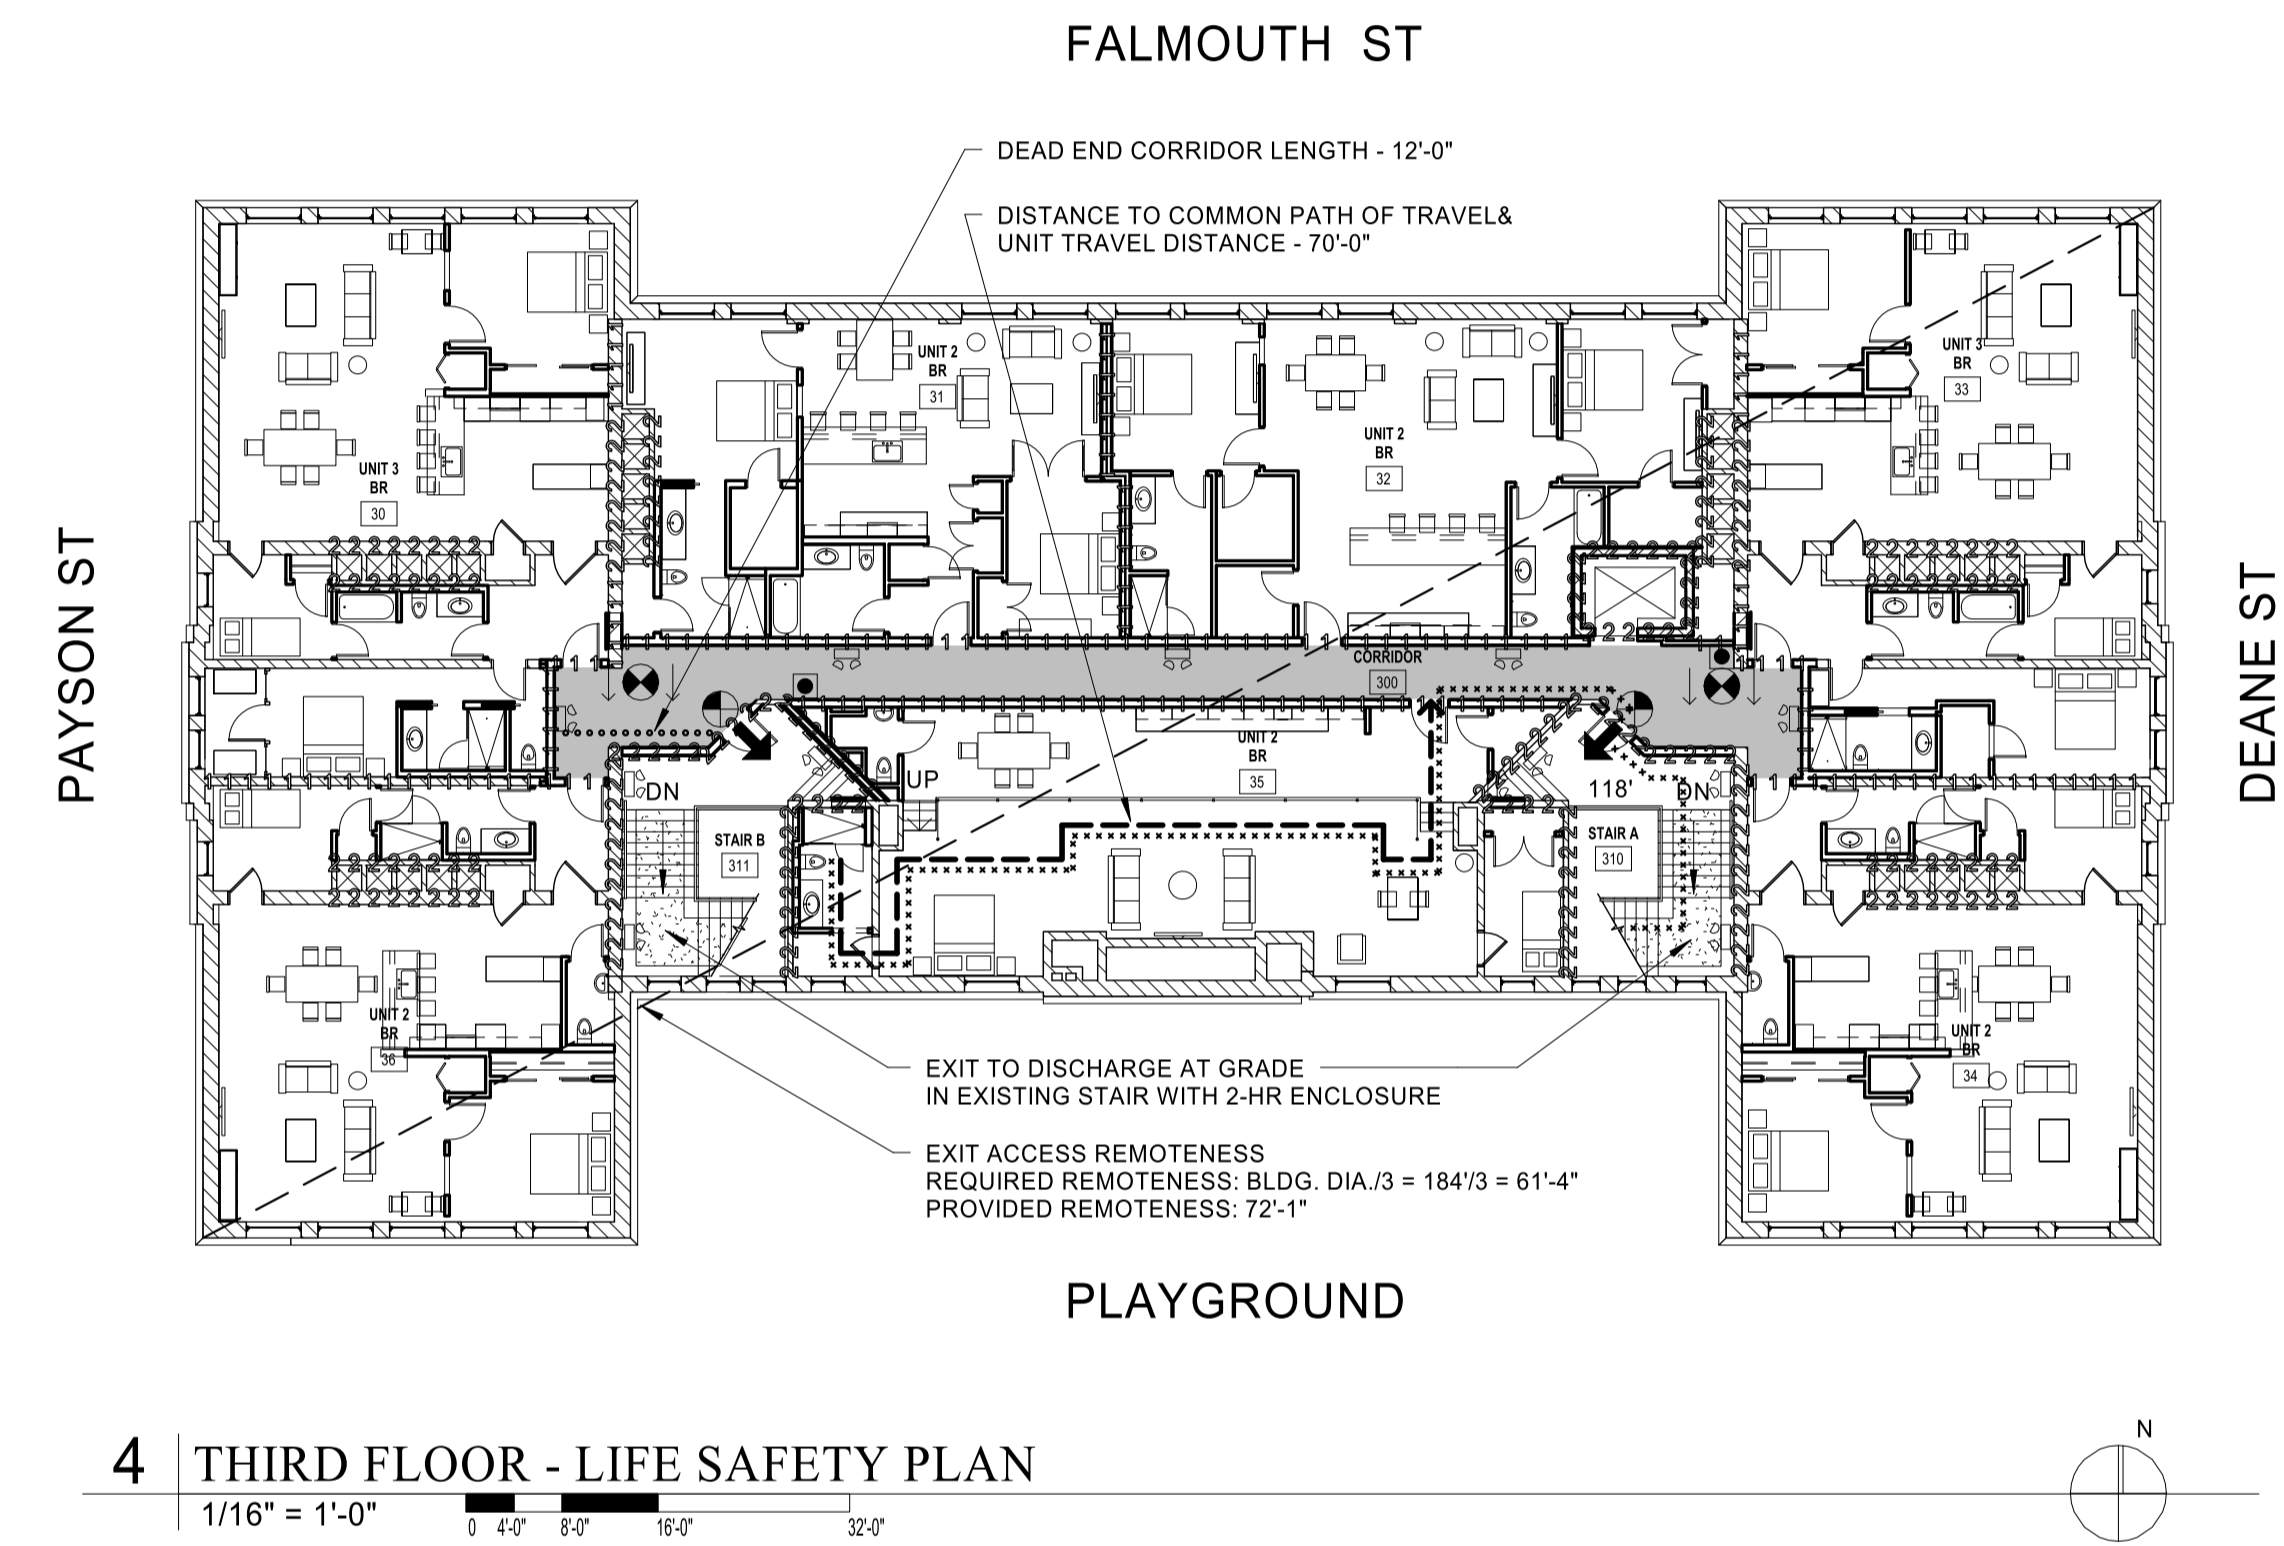 FALMOUTH ST
DEAD END CORRIDOR LENGTH - 12'-0"
DISTANCE TO COMMON PATH OF TRAVEL&
UNIT TRAVEL DISTANCE - 70'-0"
UNIT 2
BR
31
UNIT 3
BR
33
UNIT 2
BR
32
UNIT 3
BR
30
PAYSON ST
DEANE ST
CORRIDOR
300
UNIT 2
BR
35
UP
DN
118'
DN
STAIR B
311
STAIR A
310
UNIT 2
BR
36
UNIT 2
BR
34
EXIT TO DISCHARGE AT GRADE
IN EXISTING STAIR WITH 2-HR ENCLOSURE
EXIT ACCESS REMOTENESS
REQUIRED REMOTENESS: BLDG. DIA./3 = 184'/3 = 61'-4"
PROVIDED REMOTENESS: 72'-1"
PLAYGROUND
N
4 THIRD FLOOR - LIFE SAFETY PLAN
1/16" = 1'-0"
0 4'-0" 8'-0" 16'-0" 32'-0"